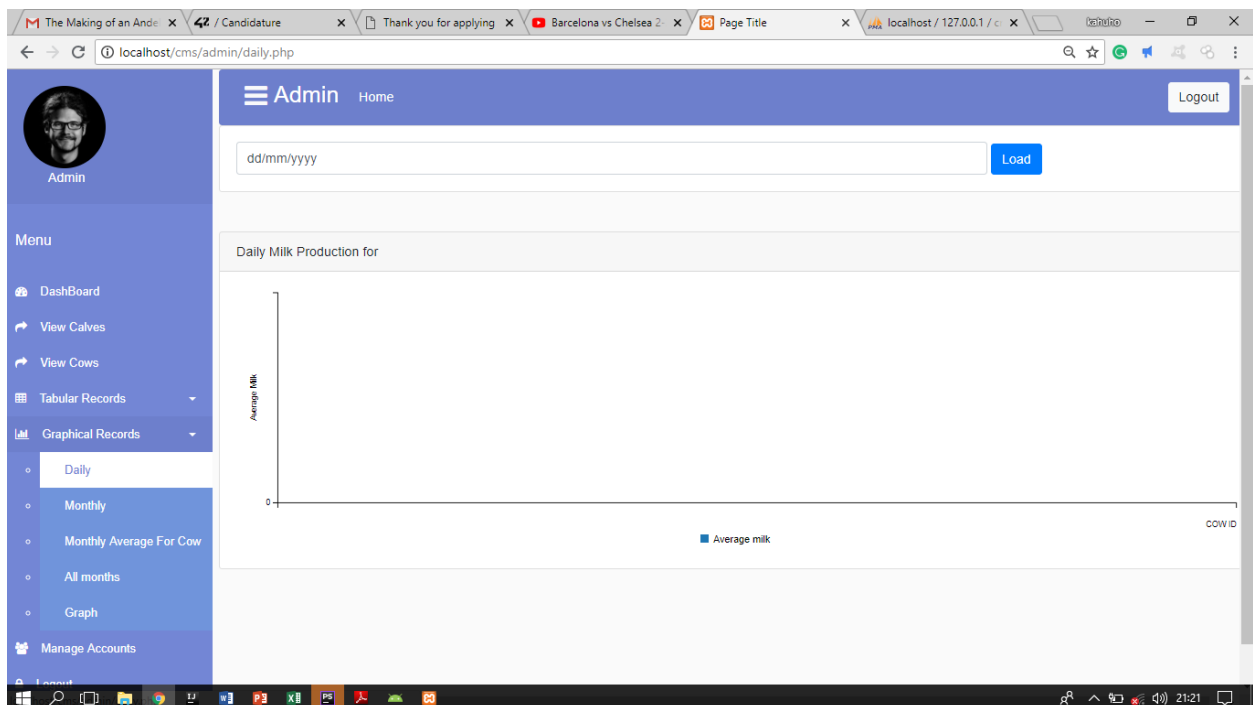 The Making of an Ande
42 / Candidature
Thank you for applying
Barcelona vs Chelsea 2-
Page Title
localhost / 127.0.0.1 / c
localhost/cms/admin/daily.php
Admin
Home
Logout
Admin
dd/mm/yyyy
Load
Menu
Daily Milk Production for
DashBoard
View Calves
View Cows
Tabular Records
Graphical Records
Daily
Monthly
Monthly Average For Cow
All months
Graph
Manage Accounts
Logout
Average Milk
0
COW ID
Average milk
21:21